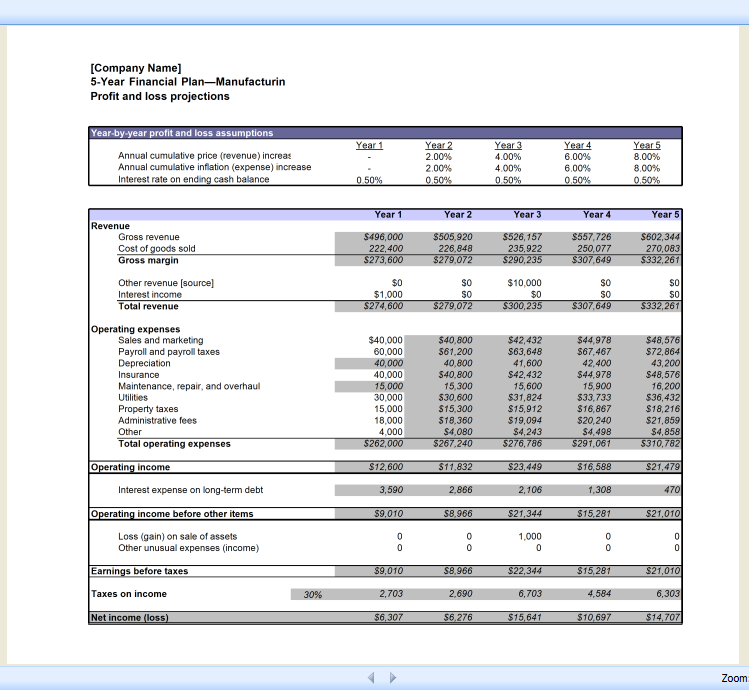 [Company Name]
5-Year Financial Plan—Manufacturin
Profit and loss projections
Year-by-year profit and loss assumptions
Year 1 Year 2 Year 3 Year 4 Year 5
Annual cumulative price (revenue) increas - 2.00% 4.00% 6.00% 8.00%
Annual cumulative inflation (expense) increase - 2.00% 4.00% 6.00% 8.00%
Interest rate on ending cash balance 0.50% 0.50% 0.50% 0.50% 0.50%
Year 1 Year 2 Year 3 Year 4 Year 5
Revenue
Gross revenue $496,000 $505,920 $526,157 $557,726 $602,344
Cost of goods sold 222,400 226,848 235,922 250,077 270,083
Gross margin $273,600 $279,072 $290,235 $307,649 $332,261
Other revenue [source] $0 $0 $10,000 $0 $0
Interest income $1,000 $0 $0 $0 $0
Total revenue $274,600 $279,072 $300,235 $307,649 $332,261
Operating expenses
Sales and marketing $40,000 $40,800 $42,432 $44,978 $48,576
Payroll and payroll taxes 60,000 $61,200 $63,648 $67,467 $72,864
Depreciation 40,000 40,800 41,600 42,400 43,200
Insurance 40,000 $40,800 $42,432 $44,978 $48,576
Maintenance, repair, and overhaul 15,000 15,300 15,600 15,900 16,200
Utilities 30,000 $30,600 $31,824 $33,733 $36,432
Property taxes 15,000 $15,300 $15,912 $16,867 $18,216
Administrative fees 18,000 $18,360 $19,094 $20,240 $21,859
Other 4,000 $4,080 $4,243 $4,498 $4,858
Total operating expenses $262,000 $267,240 $276,786 $291,061 $310,782
Operating income $12,600 $11,832 $23,449 $16,588 $21,479
Interest expense on long-term debt 3,590 2,866 2,106 1,308 470
Operating income before other items $9,010 $8,966 $21,344 $15,281 $21,010
Loss (gain) on sale of assets 0 0 1,000 0 0
Other unusual expenses (income) 0 0 0 0 0
Earnings before taxes $9,010 $8,966 $22,344 $15,281 $21,010
Taxes on income 30% 2,703 2,690 6,703 4,584 6,303
Net income (loss) $6,307 $6,276 $15,641 $10,697 $14,707
Zoom